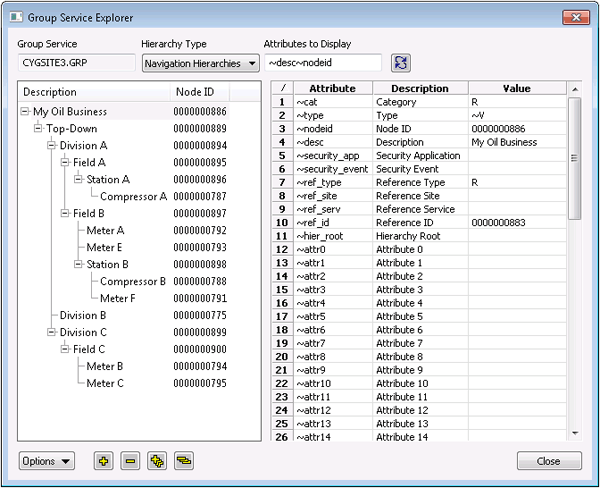 Group Service Explorer
Group Service Hierarchy Type Attributes to Display
CYGSITE3.GRP Navigation Hierarchies ~desc~nodeid
Description Node ID
My Oil Business 0000000886
Top-Down 0000000889
Division A 0000000894
Field A 0000000895
Station A 0000000896
Compressor A 0000000787
Field B 0000000897
Meter A 0000000792
Meter E 0000000793
Station B 0000000898
Compressor B 0000000788
Meter F 0000000791
Division B 0000000775
Division C 0000000899
Field C 0000000900
Meter B 0000000794
Meter C 0000000795
/ Attribute Description Value
1 ~cat Category R
2 ~type Type ~V
3 ~nodeid Node ID 0000000886
4 ~desc Description My Oil Business
5 ~security_app Security Application
6 ~security_event Security Event
7 ~ref_type Reference Type R
8 ~ref_site Reference Site
9 ~ref_serv Reference Service
10 ~ref_id Reference ID 0000000883
11 ~hier_root Hierarchy Root
12 ~attr0 Attribute 0
13 ~attr1 Attribute 1
14 ~attr2 Attribute 2
15 ~attr3 Attribute 3
16 ~attr4 Attribute 4
17 ~attr5 Attribute 5
18 ~attr6 Attribute 6
19 ~attr7 Attribute 7
20 ~attr8 Attribute 8
21 ~attr9 Attribute 9
22 ~attr10 Attribute 10
23 ~attr11 Attribute 11
24 ~attr12 Attribute 12
25 ~attr13 Attribute 13
26 ~attr14 Attribute 14
Options Close